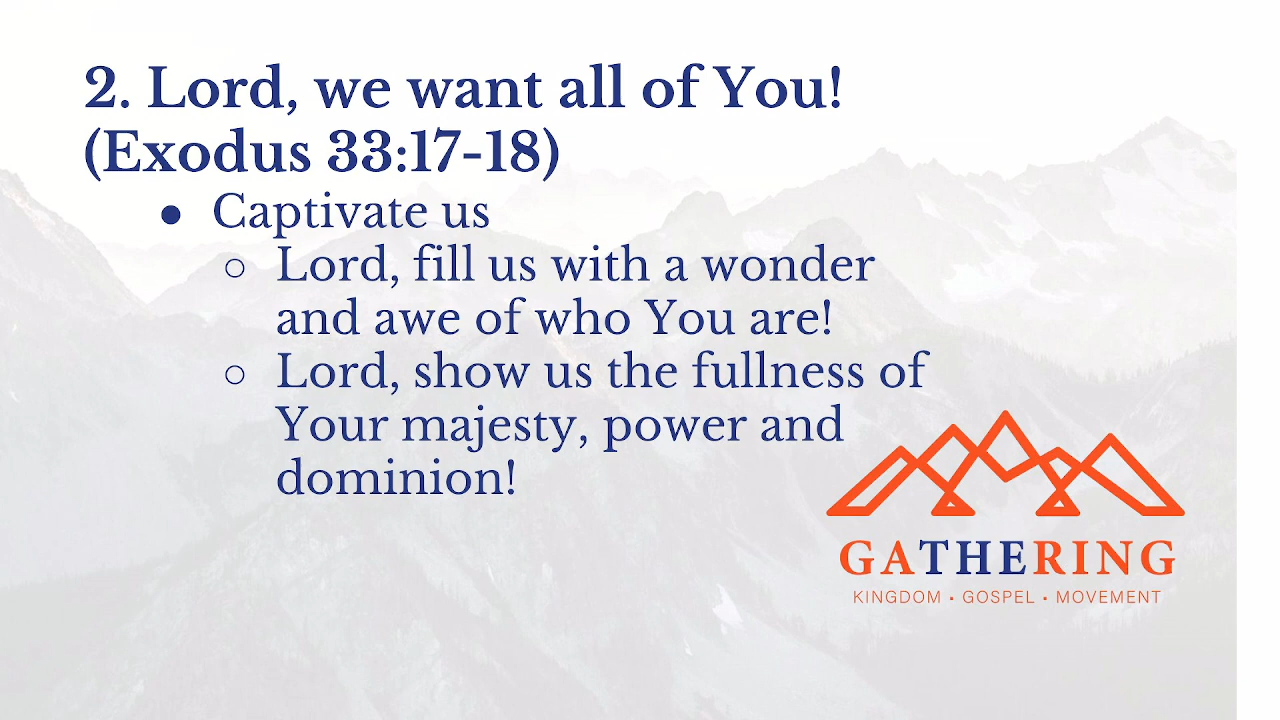 2. Lord, we want all of You!
(Exodus 33:17-18)
● Captivate us
○ Lord, fill us with a wonder
and awe of who You are!
○ Lord, show us the fullness of
Your majesty, power and
dominion!
GATHERING
KINGDOM • GOSPEL • MOVEMENT